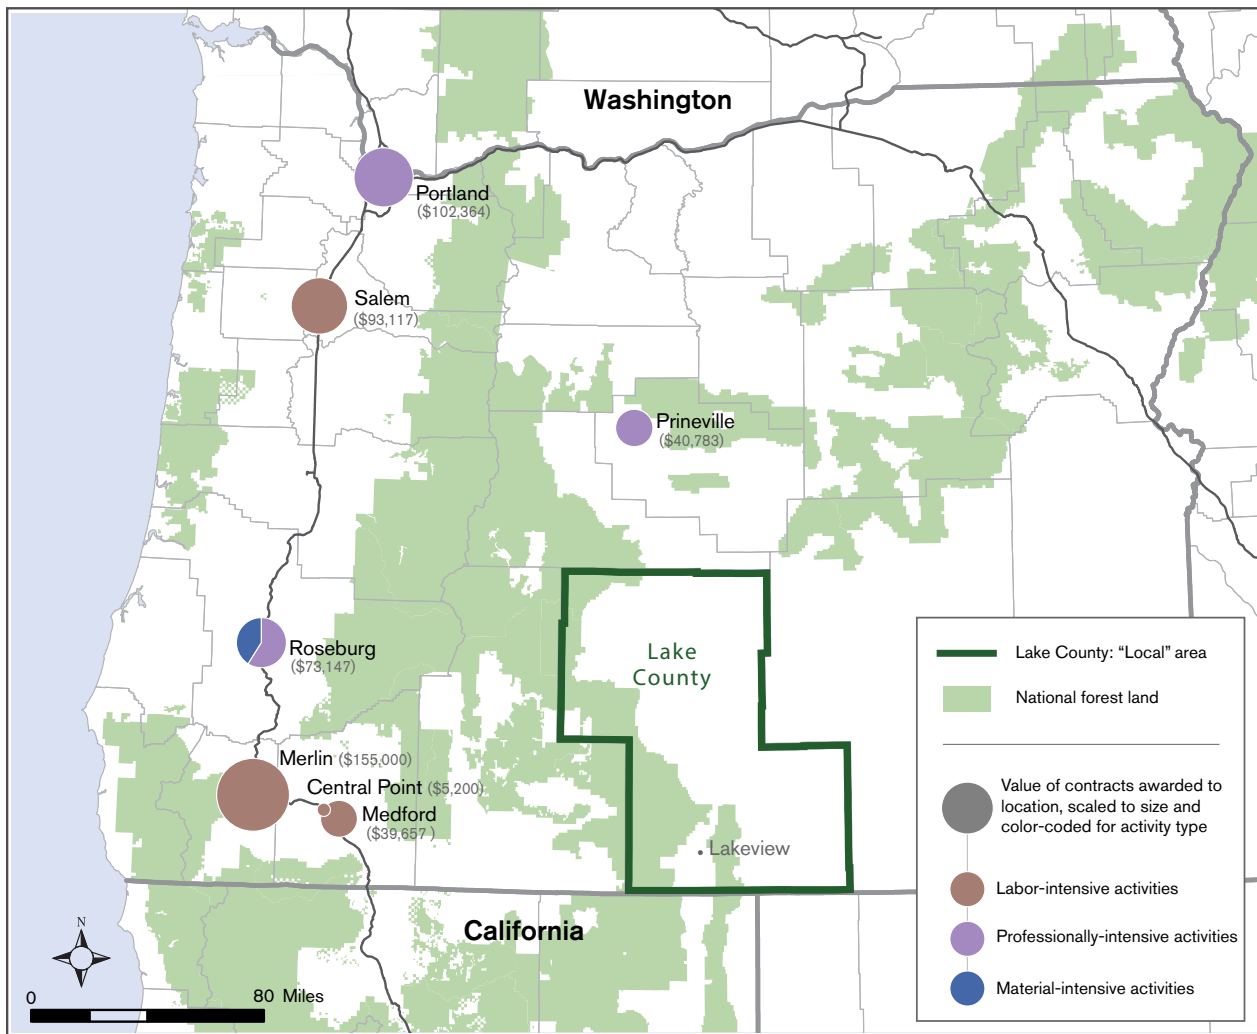 Washington
Portland
($102,364)
Salem
($93,117)
Prineville
($40,783)
Lake
County
Roseburg
($73,147)
Merlin ($155,000)
Central Point ($5,200)
Medford
($39,657 )
Lakeview
California
N
0 80 Miles
Lake County: “Local” area
National forest land
Value of contracts awarded to
location, scaled to size and
color-coded for activity type
Labor-intensive activities
Professionally-intensive activities
Material-intensive activities